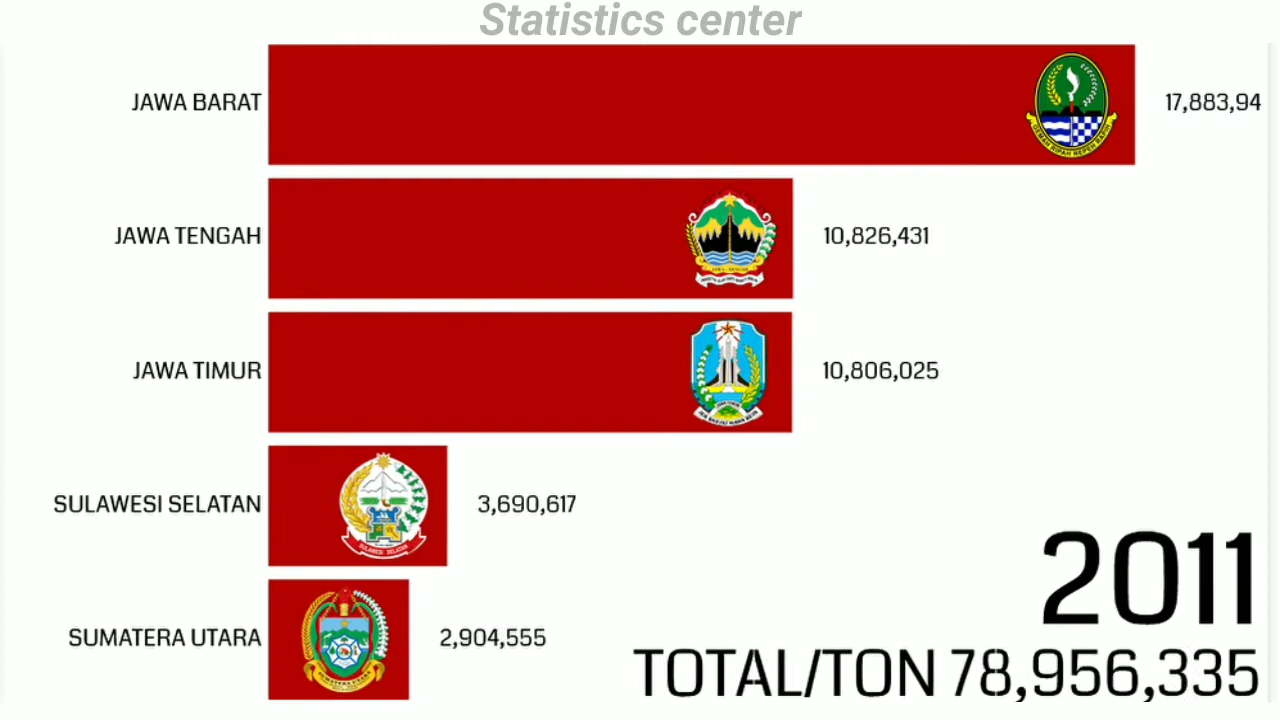 Statistics center
JAWA BARAT 17,883,94
JAWA TENGAH 10,826,431
JAWA TIMUR 10,806,025
SULAWESI SELATAN 3,690,617
SUMATERA UTARA 2,904,555
2011
TOTAL/TON 78,956,335